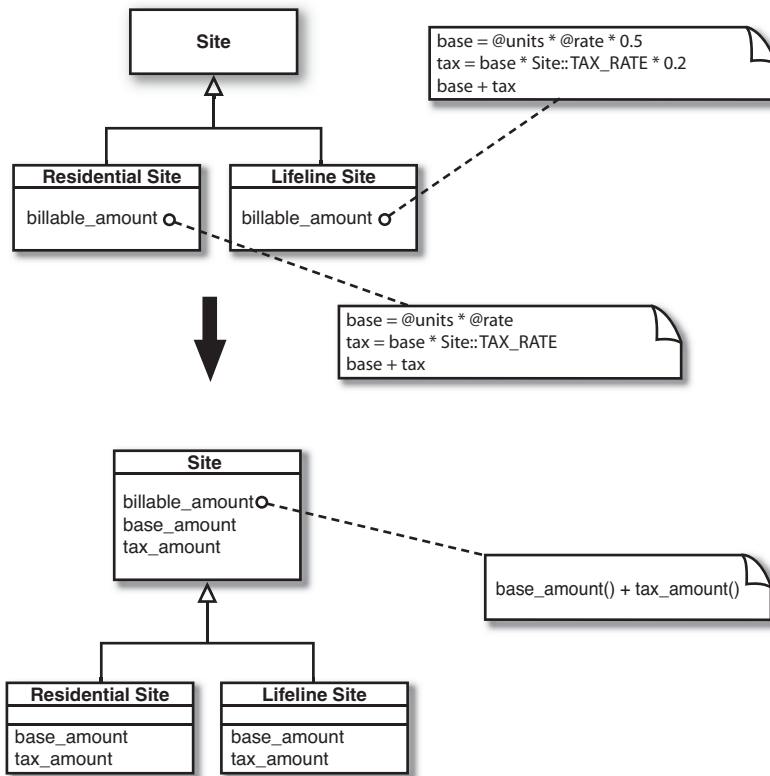 Site
base = @units * @rate * 0.5
tax = base * Site::TAX_RATE * 0.2
base + tax
Residential Site
billable_amount
Lifeline Site
billable_amount
base = @units * @rate
tax = base * Site::TAX_RATE
base + tax
Site
billable_amount
base_amount
tax_amount
base_amount() + tax_amount()
Residential Site
base_amount
tax_amount
Lifeline Site
base_amount
tax_amount